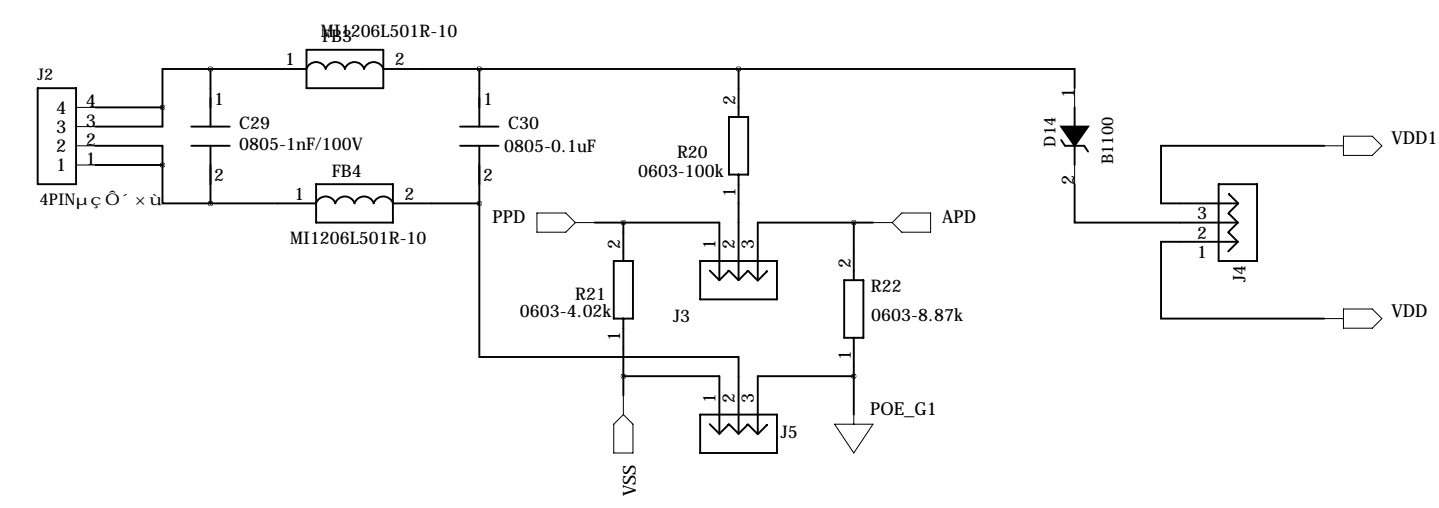 MI1206L501R-10
FB3
1
2
J2
4
3
2
1
4
3
2
1
4PINµçÔ´×ù
1
C29
0805-1nF/100V
2
FB4
1
2
MI1206L501R-10
1
C30
0805-0.1uF
2
2
R20
0603-100k
1
PPD
APD
2
R21
0603-4.02k
1
1
2
3
J3
2
R22
0603-8.87k
1
1
2
3
J5
VSS
POE_G1
1
D14
B1100
2
VDD1
3
2
1
J4
VDD